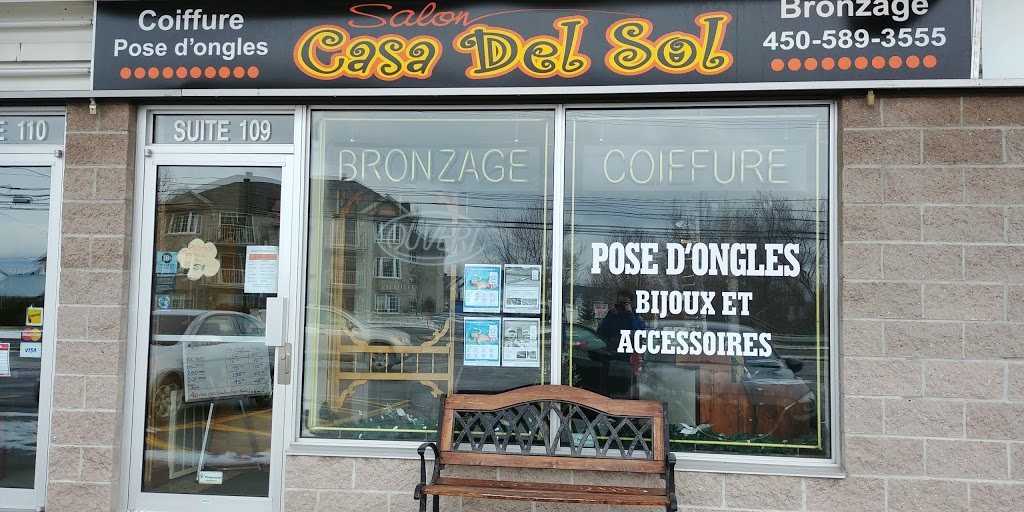 Coiffure
Pose d'ongles
Salon
Casa Del Sol
Bronzage
450-589-3555
E 110
SUITE 109
BRONZAGE
COIFFURE
OUVERT
POSE D'ONGLES
BIJOUX ET
ACCESSOIRES
VISA